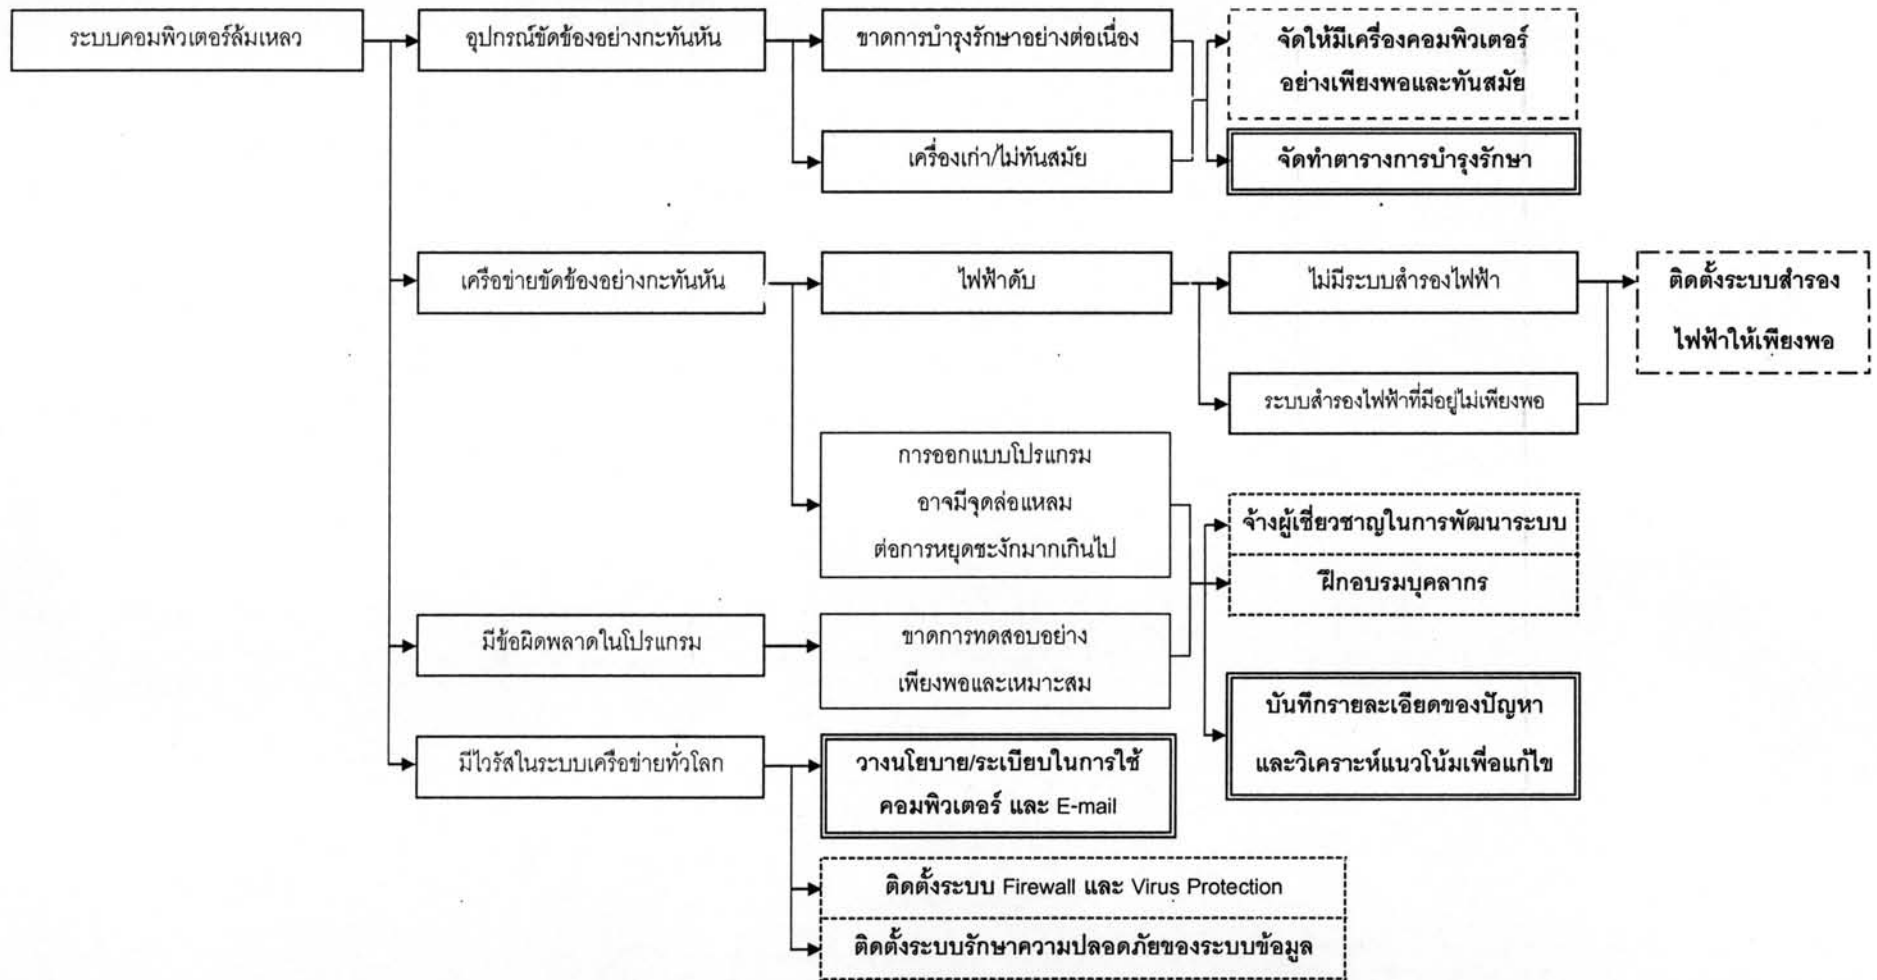 ระบบคอมพิวเตอร์ล้มเหลว
อุปกรณ์ขัดข้องอย่างกะทันหัน
ขาดการบำรุงรักษาอย่างต่อเนื่อง
จัดให้มีเครื่องคอมพิวเตอร์
อย่างเพียงพอและทันสมัย
เครื่องเก่า/ไม่ทันสมัย
จัดทำตารางการบำรุงรักษา
เครือข่ายขัดข้องอย่างกะทันหัน
ไฟฟ้าดับ
ไม่มีระบบสำรองไฟฟ้า
ติดตั้งระบบสำรอง
ไฟฟ้าให้เพียงพอ
ระบบสำรองไฟฟ้าที่มีอยู่ไม่เพียงพอ
การออกแบบโปรแกรม
อาจมีจุดล่อแหลม
ต่อการหยุดชะงักมากเกินไป
จ้างผู้เชี่ยวชาญในการพัฒนาระบบ
ฝึกอบรมบุคลากร
มีข้อผิดพลาดในโปรแกรม
ขาดการทดสอบอย่าง
เพียงพอและเหมาะสม
บันทึกรายละเอียดของปัญหา
และวิเคราะห์แนวโน้มเพื่อแก้ไข
มีไวรัสในระบบเครือข่ายทั่วโลก
วางนโยบาย/ระเบียบในการใช้
คอมพิวเตอร์ และ E-mail
ติดตั้งระบบ Firewall และ Virus Protection
ติดตั้งระบบรักษาความปลอดภัยของระบบข้อมูล